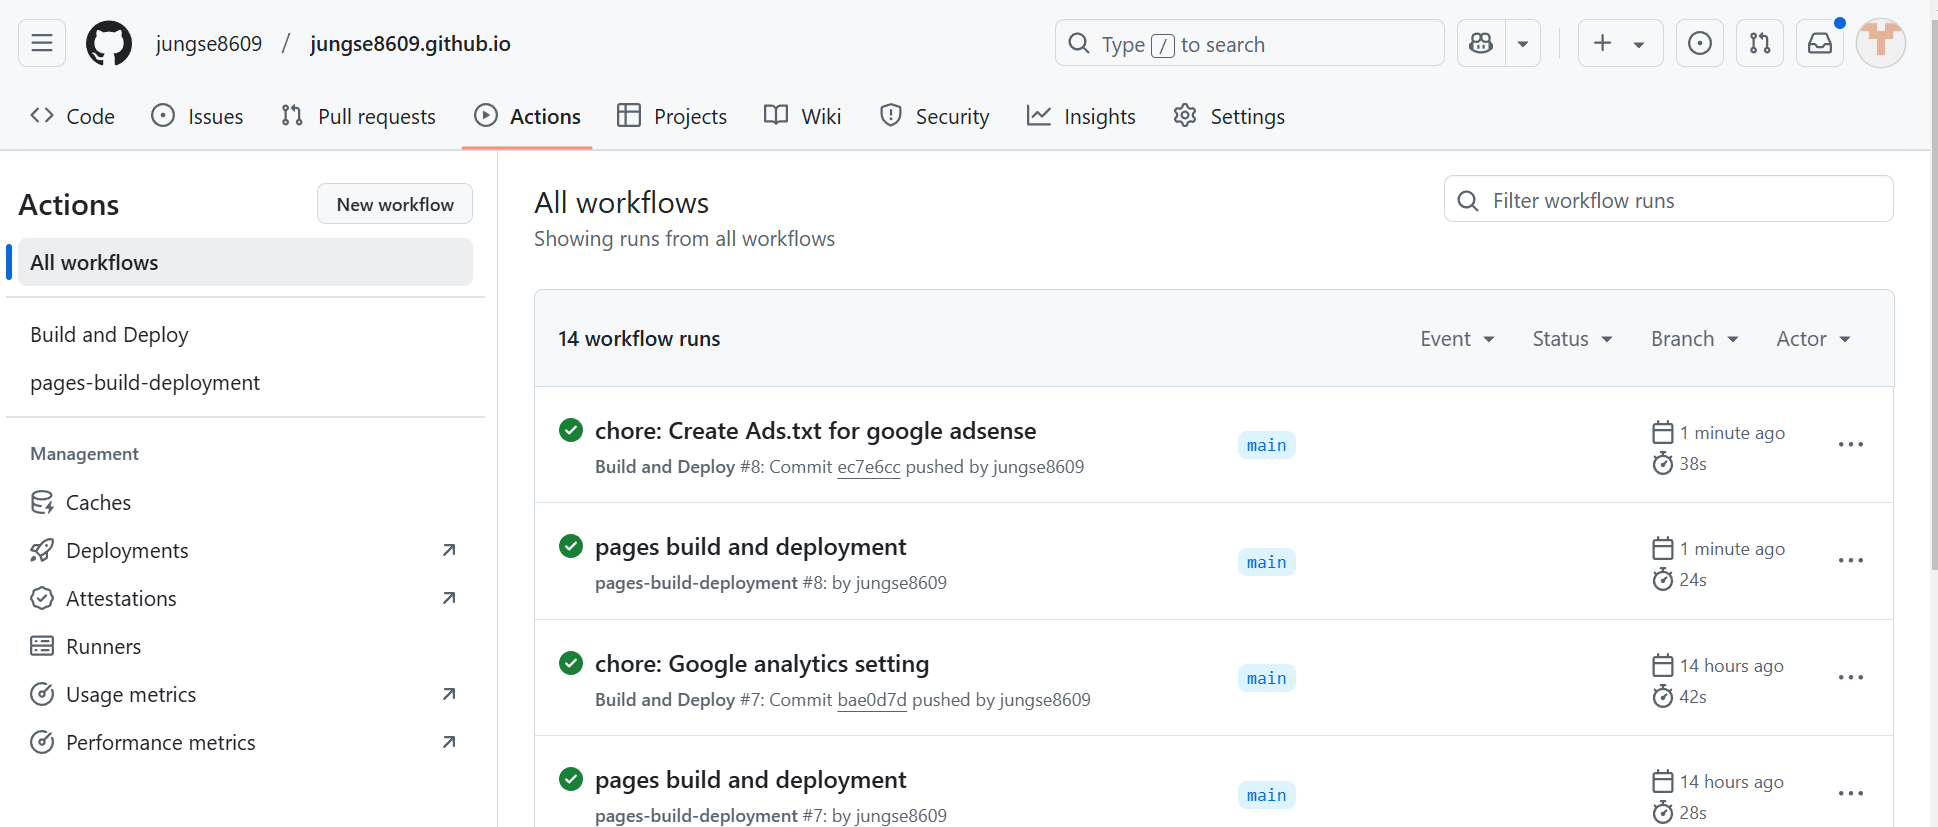 jungse8609 / jungse8609.github.io
Type / to search
Code Issues Pull requests Actions Projects Wiki Security Insights Settings
Actions
New workflow
All workflows
Build and Deploy
pages-build-deployment
Management
Caches
Deployments
Attestations
Runners
Usage metrics
Performance metrics
All workflows
Showing runs from all workflows
Filter workflow runs
14 workflow runs
Event Status Branch Actor
chore: Create Ads.txt for google adsense
Build and Deploy #8: Commit ec7e6cc pushed by jungse8609
main
1 minute ago
38s
pages build and deployment
pages-build-deployment #8: by jungse8609
main
1 minute ago
24s
chore: Google analytics setting
Build and Deploy #7: Commit bae0d7d pushed by jungse8609
main
14 hours ago
42s
pages build and deployment
pages-build-deployment #7: by jungse8609
main
14 hours ago
28s